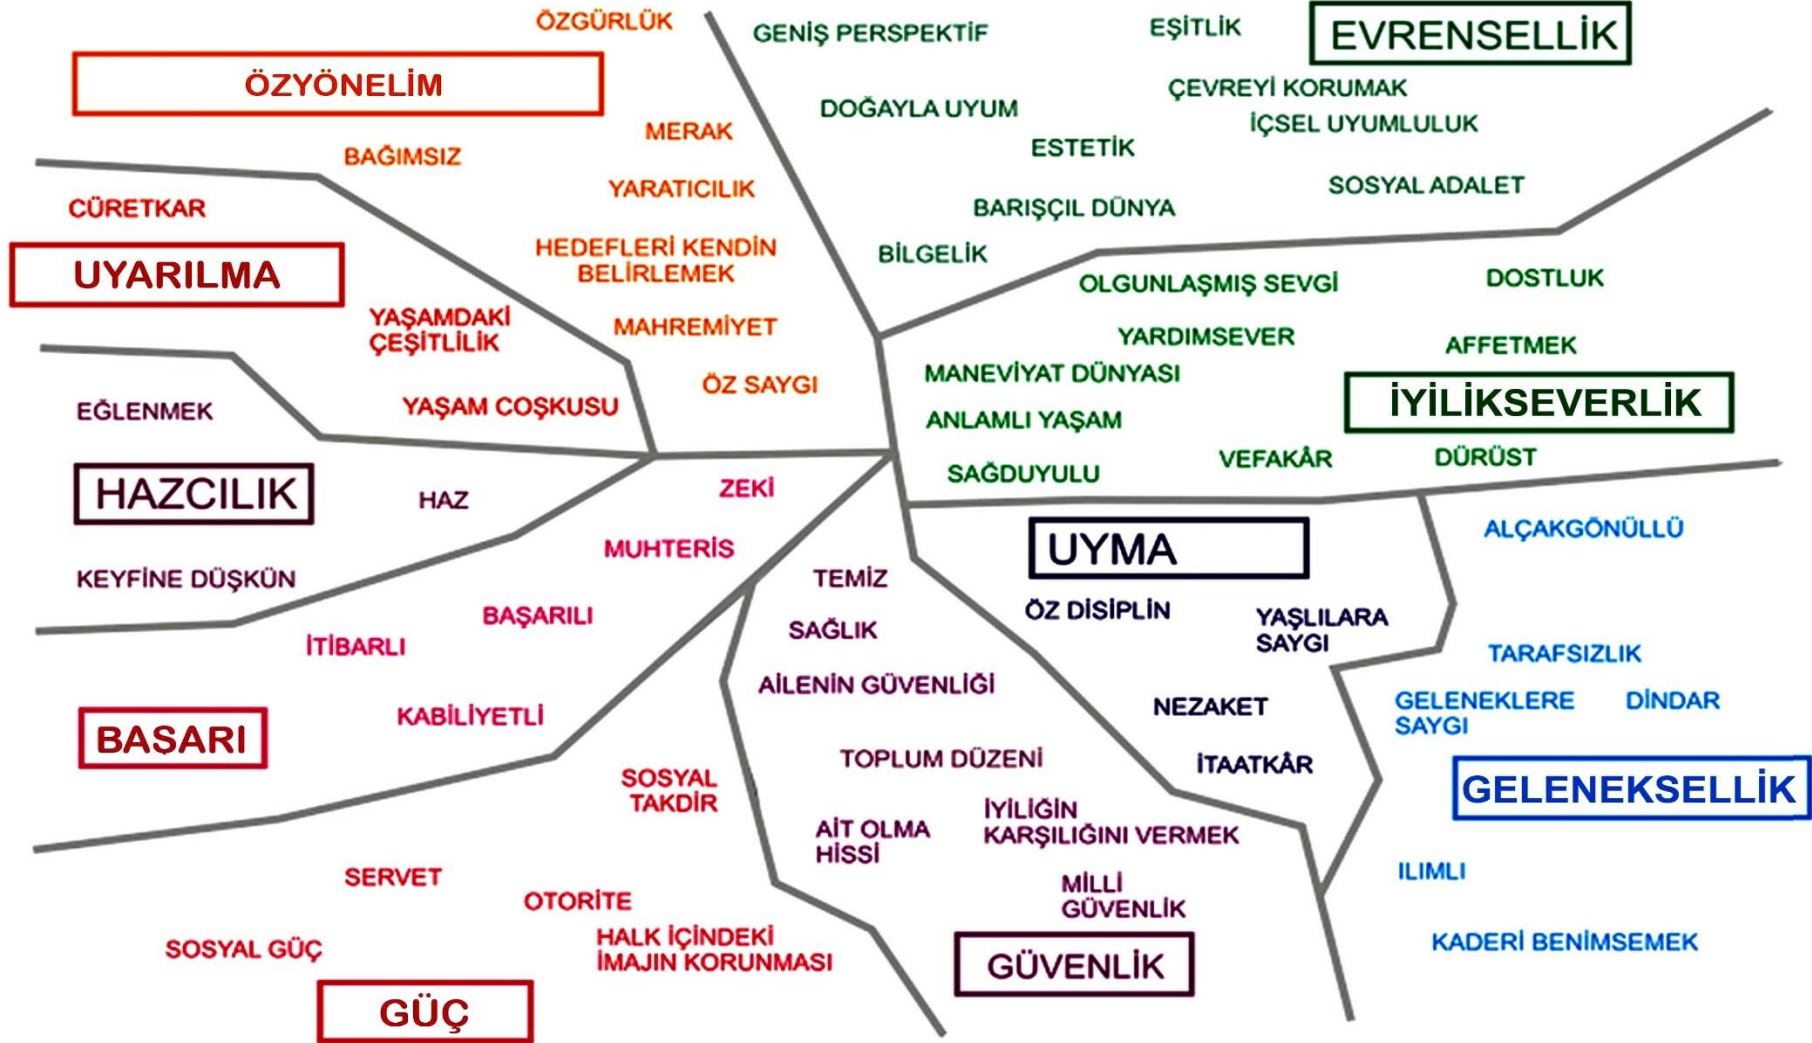 ÖZGÜRLÜK
ÖZYÖNELİM
MERAK
BAĞIMSIZ
YARATICILIK
HEDEFLERİ KENDİN
BELİRLEMEK
MAHREMİYET
ÖZ SAYGI
GENİŞ PERSPEKTİF
EŞİTLİK
EVRENSELLİK
ÇEVREYİ KORUMAK
DOĞAYLA UYUM
İÇSEL UYUMLULUK
ESTETİK
SOSYAL ADALET
BARIŞÇIL DÜNYA
BİLGELİK
CÜRETKAR
UYARILMA
YAŞAMDAKİ
ÇEŞİTLİLİK
YAŞAM COŞKUSU
OLGUNLAŞMIŞ SEVGİ
DOSTLUK
YARDIMSEVER
AFFETMEK
MANEVİYAT DÜNYASI
İYİLİKSEVERLİK
ANLAMLI YAŞAM
VEFAKÂR
DÜRÜST
SAĞDUYULU
EĞLENMEK
HAZCILIK
HAZ
KEYFİNE DÜŞKÜN
ZEKİ
MUHTERİS
BAŞARILI
İTİBARLI
KABİLİYETLİ
BAŞARI
UYMA
ÖZ DİSİPLİN
YAŞLILARA
SAYGI
NEZAKET
İTAATKÂR
ALÇAKGÖNÜLLÜ
TARAFSIZLIK
GELENEKLERE
SAYGI
DİNDAR
GELENEKSELLİK
ILIMLI
KADERİ BENİMSEMEK
TEMİZ
SAĞLIK
AİLENİN GÜVENLİĞİ
TOPLUM DÜZENİ
İYİLİĞİN
KARŞILIĞINI VERMEK
AİT OLMA
HİSSİ
MİLLİ
GÜVENLİK
GÜVENLİK
SOSYAL
TAKDİR
SERVET
OTORİTE
HALK İÇİNDEKİ
İMAJIN KORUNMASI
SOSYAL GÜÇ
GÜÇ